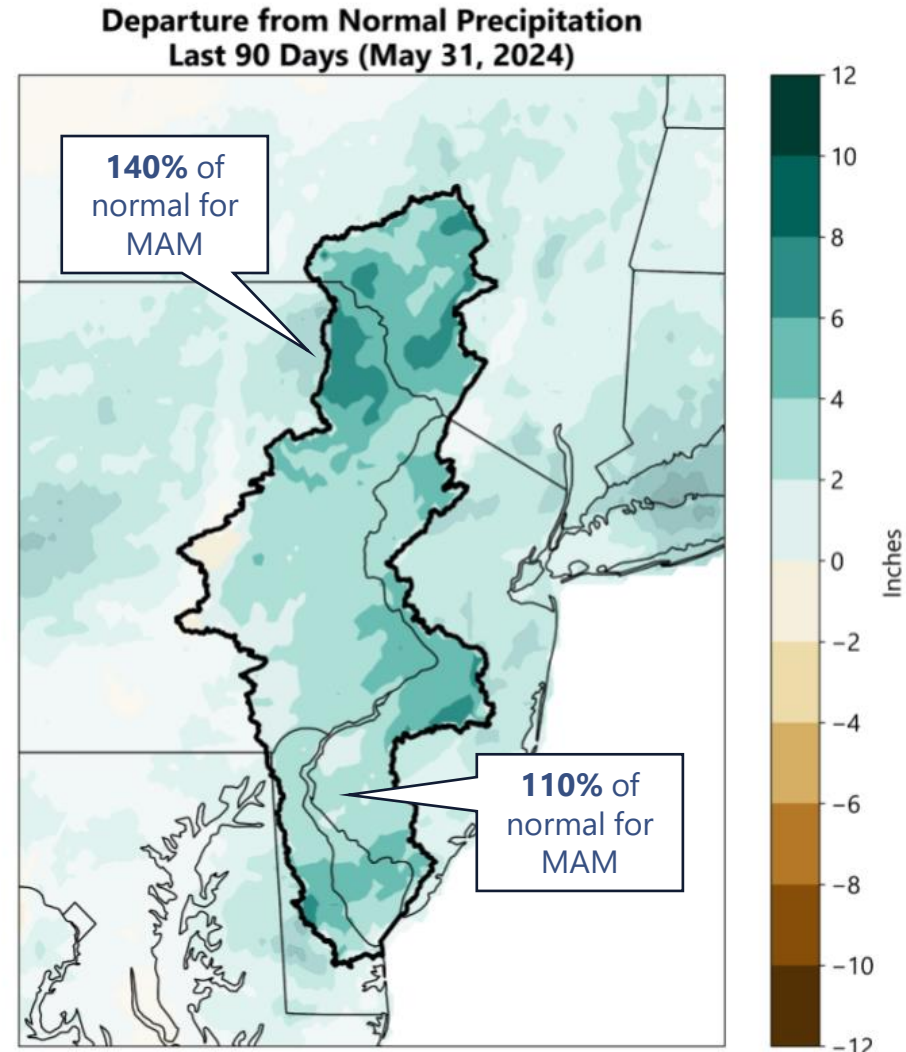 Departure from Normal Precipitation
Last 90 Days (May 31, 2024)
140% of
normal for
MAM
110% of
normal for
MAM
12
10
8
6
4
2
0
−2
−4
−6
−8
−10
−12
Inches